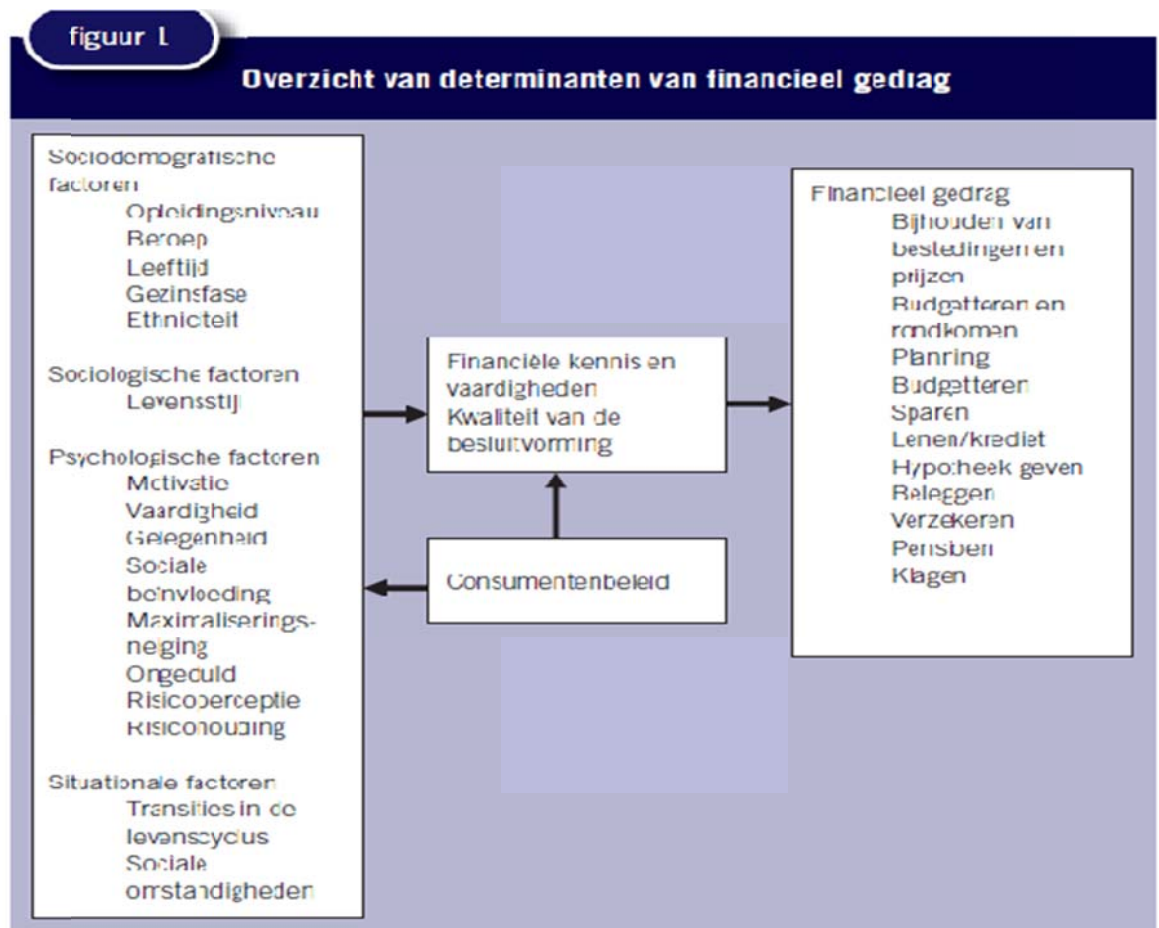 figuur 1
Overzicht van determinanten van financieel gedrag
Sociodemografische
factoren
Opleidingsniveau
Beroep
Leeftijd
Gezinsfase
Ethniciteit
Sociologische factoren
Levensstijl
Psychologische factoren
Motivatie
Vaardigheid
Gelegenheid
Sociale
beïnvloeding
Maximaliserings-
neiging
Ongeduld
Risicoperceptie
Risicohouding
Situationale factoren
Transities in de
levenscyclus
Sociale
omstandigheden
Financiële kennis en
vaardigheden
Kwaliteit van de
besluitvorming
Consumentenbeleid
Financieel gedrag
Bijhouden van
bestedingen en
prijzen
Budgetteren en
rondkomen
Planning
Budgetteren
Sparen
Lenen/krediet
Hypotheek geven
Beleggen
Verzekeren
Pensioen
Klagen